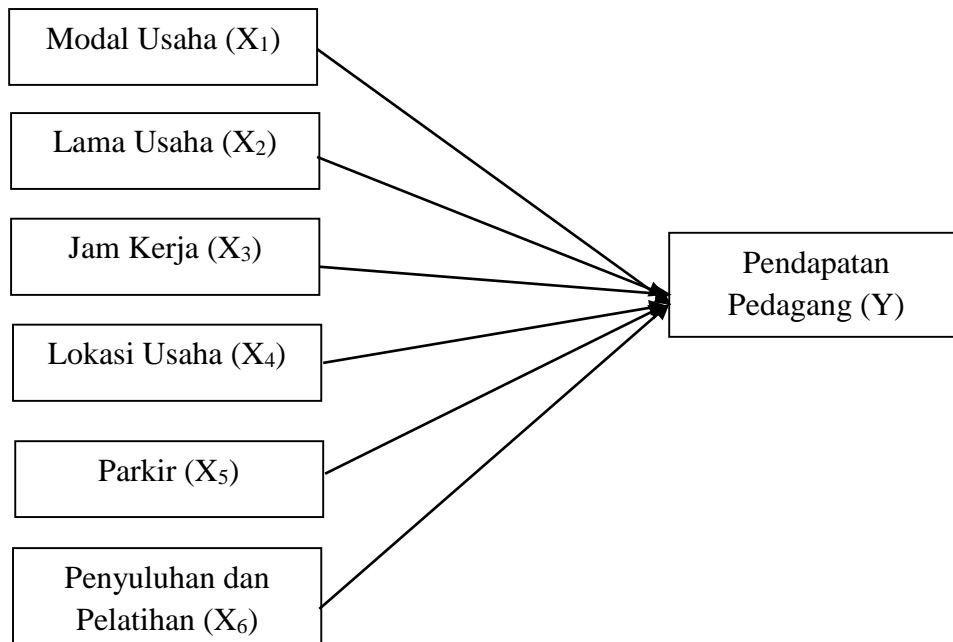 Modal Usaha (X₁)
Lama Usaha (X₂)
Jam Kerja (X₃)
Lokasi Usaha (X₄)
Parkir (X₅)
Penyuluhan dan
Pelatihan (X₆)
Pendapatan
Pedagang (Y)